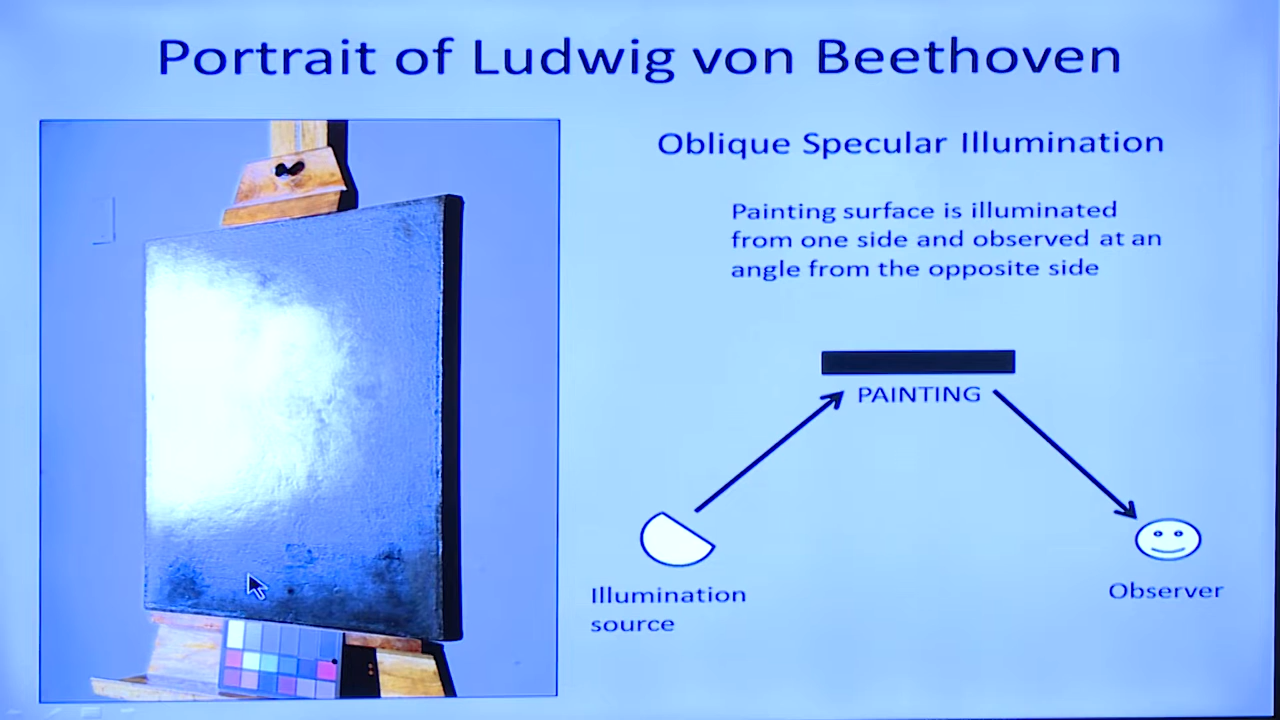 Portrait of Ludwig von Beethoven
Oblique Specular Illumination
Painting surface is illuminated
from one side and observed at an
angle from the opposite side
PAINTING
Illumination
source
Observer